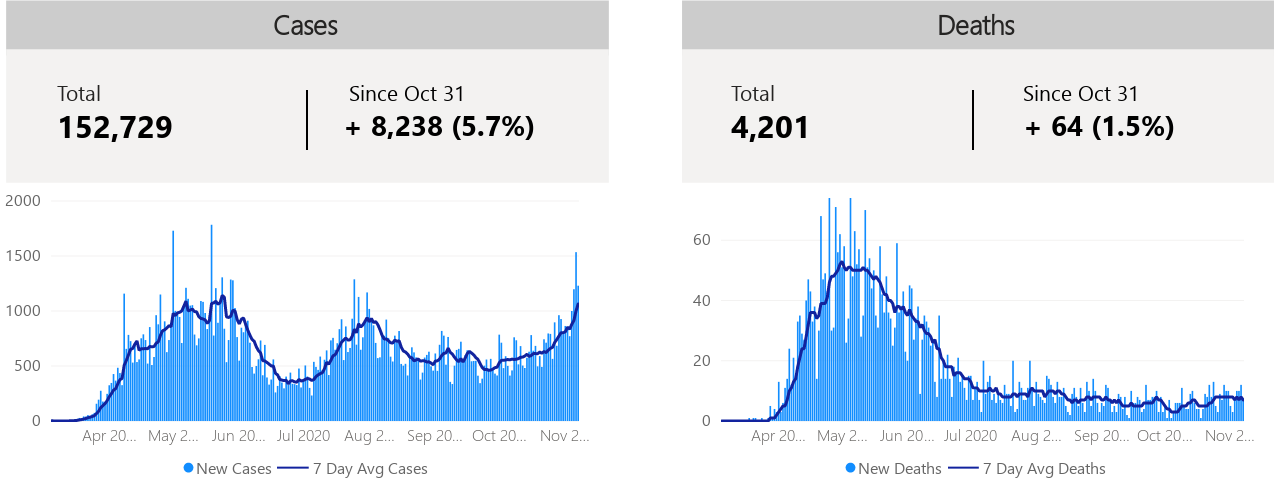 Cases
Total
152,729
Since Oct 31
+ 8,238 (5.7%)
2000
1500
1000
500
0
Apr 20...
May 2...
Jun 20...
Jul 2020
Aug 2...
Sep 20...
Oct 20...
Nov 2...
New Cases
7 Day Avg Cases
Deaths
Total
4,201
Since Oct 31
+ 64 (1.5%)
60
40
20
0
Apr 20...
May 2...
Jun 20...
Jul 2020
Aug 2...
Sep 20...
Oct 20...
Nov 2...
New Deaths
7 Day Avg Deaths